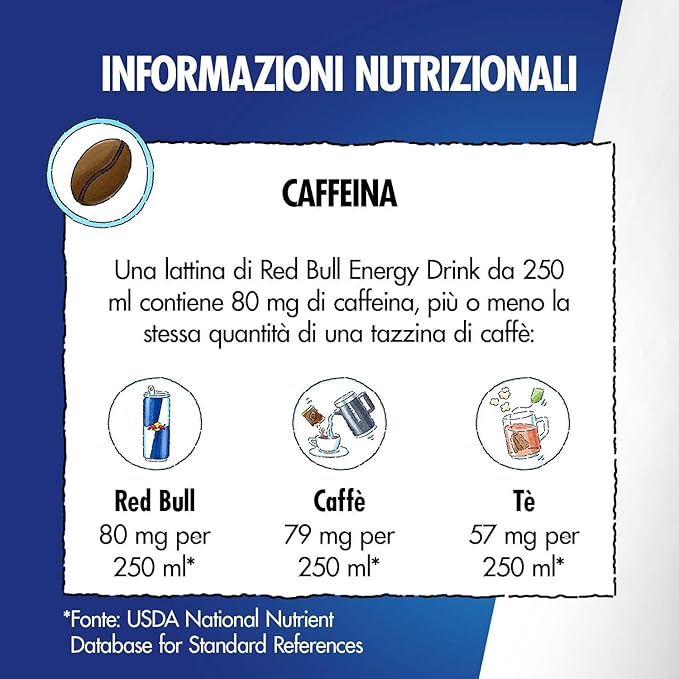 INFORMAZIONI NUTRIZIONALI
CAFFEINA
Una lattina di Red Bull Energy Drink da 250
ml contiene 80 mg di caffeina, più o meno la
stessa quantità di una tazzina di caffè:
Red Bull
80 mg per
250 ml*
Caffè
79 mg per
250 ml*
Tè
57 mg per
250 ml*
*Fonte: USDA National Nutrient
Database for Standard References